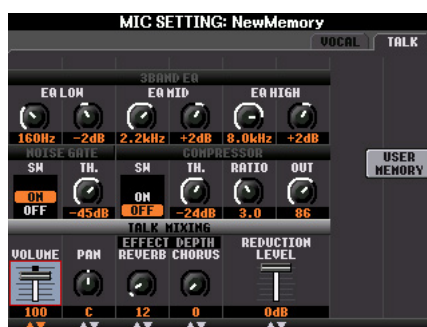 MIC SETTING: NewMemory
VOCAL TALK
3BAND EQ
EQ LOW EQ MID EQ HIGH
160Hz -2dB 2.2kHz +2dB 8.0kHz +2dB
NOISE GATE COMPRESSOR
SW TH. SW TH. RATIO OUT
ON ON
OFF -45dB OFF -24dB 3.0 86
USER
MEMORY
TALK MIXING
EFFECT DEPTH REDUCTION
VOLUME PAN REVERB CHORUS LEVEL
100 C 12 0 0dB